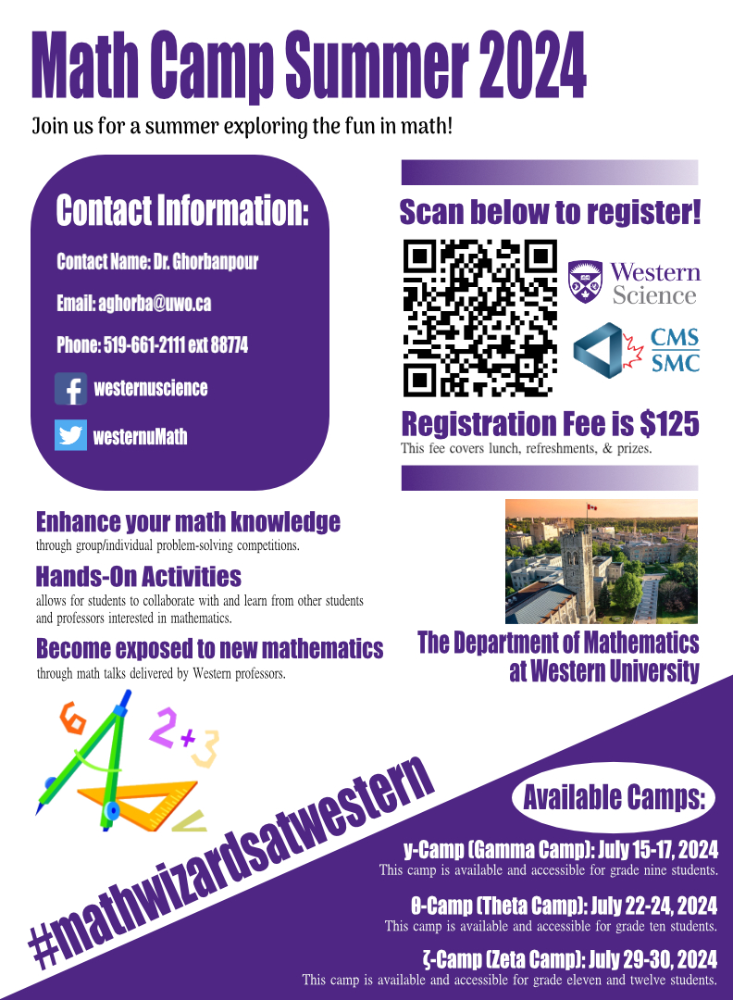 Math Camp Summer 2024
Join us for a summer exploring the fun in math!
Contact Information:
Contact Name: Dr. Ghorbanpour
Email: aghorba@uwo.ca
Phone: 519-661-2111 ext 88774
westernuscience
westernuMath
Scan below to register!
Western
Science
CMS
SMC
Registration Fee is $125
This fee covers lunch, refreshments, & prizes.
Enhance your math knowledge
through group/individual problem-solving competitions.
Hands-On Activities
allows for students to collaborate with and learn from other students
and professors interested in mathematics.
Become exposed to new mathematics
through math talks delivered by Western professors.
The Department of Mathematics
at Western University
6
2+3
#mathwizardsatwestern
Available Camps:
y-Camp (Gamma Camp): July 15-17, 2024
This camp is available and accessible for grade nine students.
θ-Camp (Theta Camp): July 22-24, 2024
This camp is available and accessible for grade ten students.
ζ-Camp (Zeta Camp): July 29-30, 2024
This camp is available and accessible for grade eleven and twelve students.